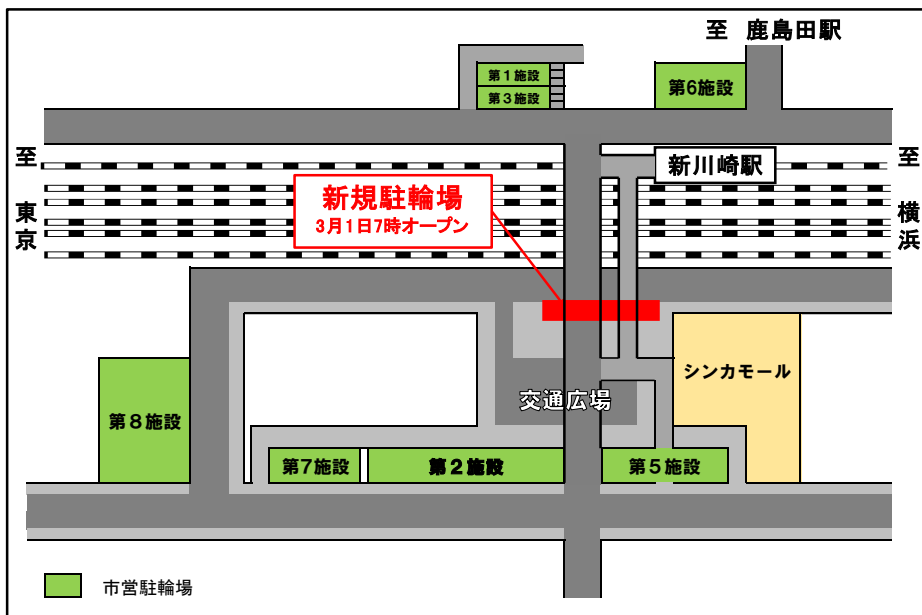 至 鹿島田駅
第1施設
第3施設
第6施設
至 東京
新川崎駅
至 横浜
新規駐輪場
3月1日7時オープン
シンカモール
交通広場
第8施設
第7施設
第2施設
第5施設
市営駐輪場